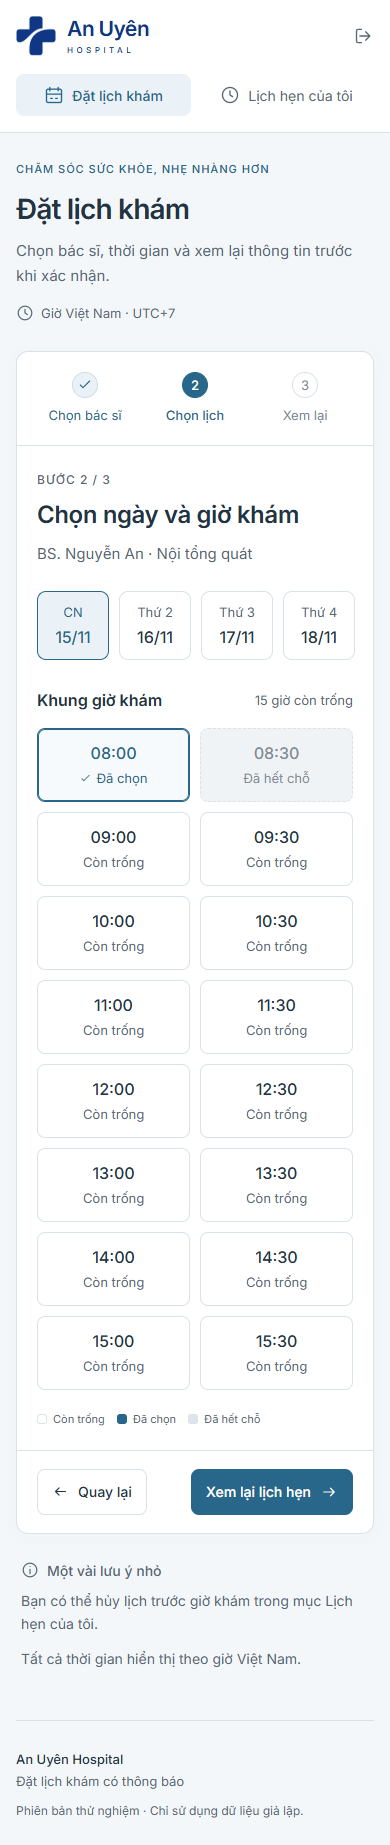 An Uyên
HOSPITAL
Đặt lịch khám
Lịch hẹn của tôi
CHĂM SÓC SỨC KHỎE, NHẸ NHÀNG HƠN
Đặt lịch khám
Chọn bác sĩ, thời gian và xem lại thông tin trước
khi xác nhận.
Giờ Việt Nam · UTC+7
2
3
Chọn bác sĩ
Chọn lịch
Xem lại
BƯỚC 2 / 3
Chọn ngày và giờ khám
BS. Nguyễn An · Nội tổng quát
CN
Thứ 2
Thứ 3
Thứ 4
15/11
16/11
17/11
18/11
Khung giờ khám
15 giờ còn trống
08:00
08:30
Đã chọn
Đã hết chỗ
09:00
09:30
Còn trống
Còn trống
10:00
10:30
Còn trống
Còn trống
11:00
11:30
Còn trống
Còn trống
12:00
12:30
Còn trống
Còn trống
13:00
13:30
Còn trống
Còn trống
14:00
14:30
Còn trống
Còn trống
15:00
15:30
Còn trống
Còn trống
Còn trống
Đã chọn
Đã hết chỗ
Quay lại
Xem lại lịch hẹn
Một vài lưu ý nhỏ
Bạn có thể hủy lịch trước giờ khám trong mục Lịch
hẹn của tôi.
Tất cả thời gian hiển thị theo giờ Việt Nam.
An Uyên Hospital
Đặt lịch khám có thông báo
Phiên bản thử nghiệm · Chỉ sử dụng dữ liệu giả lập.